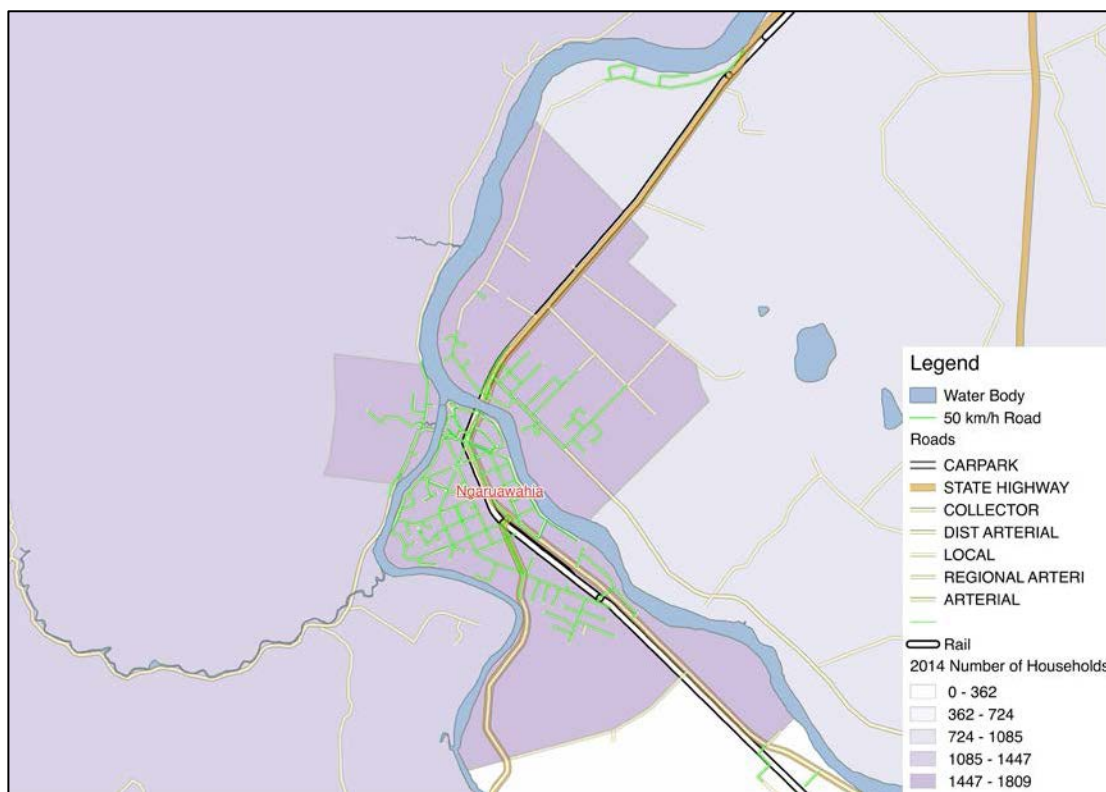 Ngaruawahia
Legend
Water Body
50 km/h Road
Roads
CARPARK
STATE HIGHWAY
COLLECTOR
DIST ARTERIAL
LOCAL
REGIONAL ARTERI
ARTERIAL
Rail
2014 Number of Households
0 - 362
362 - 724
724 - 1085
1085 - 1447
1447 - 1809